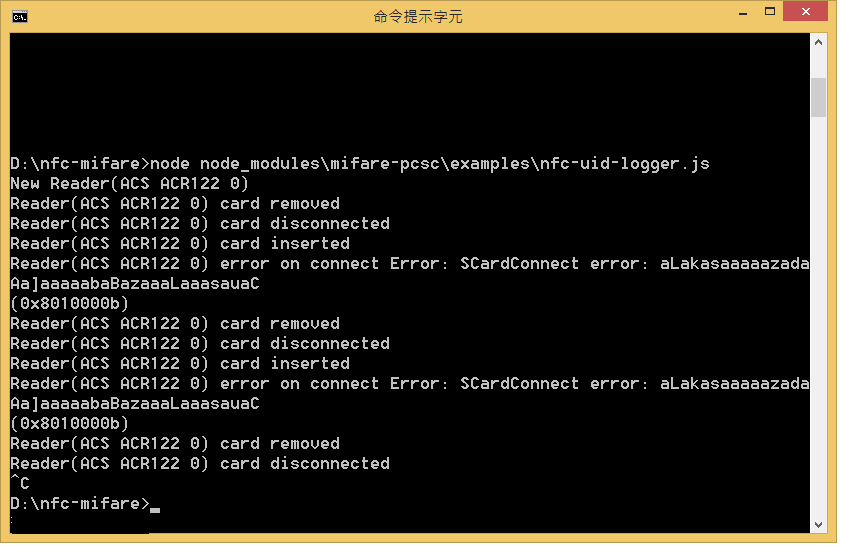 命令提示字元
D:\nfc-mifare>node node_modules\mifare-pcsc\examples\nfc-uid-logger.js
New Reader(ACS ACR122 0)
Reader(ACS ACR122 0) card removed
Reader(ACS ACR122 0) card disconnected
Reader(ACS ACR122 0) card inserted
Reader(ACS ACR122 0) error on connect Error: SCardConnect error: aLakasaaaaazada
Aa]aaaaabaBazaaaLaaasauaC
(0x8010000b)
Reader(ACS ACR122 0) card removed
Reader(ACS ACR122 0) card disconnected
Reader(ACS ACR122 0) card inserted
Reader(ACS ACR122 0) error on connect Error: SCardConnect error: aLakasaaaaazada
Aa]aaaaabaBazaaaLaaasauaC
(0x8010000b)
Reader(ACS ACR122 0) card removed
Reader(ACS ACR122 0) card disconnected
^C
D:\nfc-mifare>_